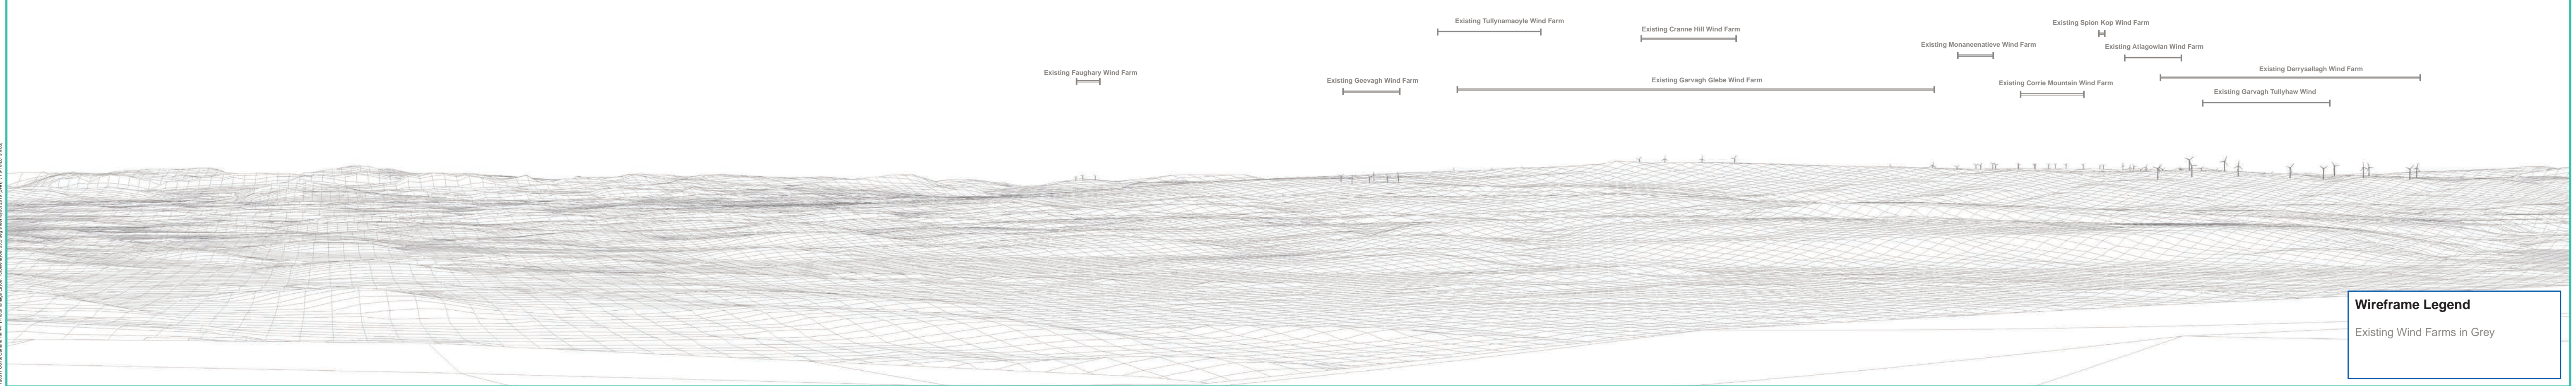 Existing Tullynamaoyle Wind Farm
Existing Cranne Hill Wind Farm
Existing Spion Kop Wind Farm
Existing Monaneenatieve Wind Farm
Existing Atlagowlan Wind Farm
Existing Faughary Wind Farm
Existing Geevagh Wind Farm
Existing Garvagh Glebe Wind Farm
Existing Corrie Mountain Wind Farm
Existing Derrysallagh Wind Farm
Existing Garvagh Tullyhaw Wind
Wireframe Legend
Existing Wind Farms in Grey